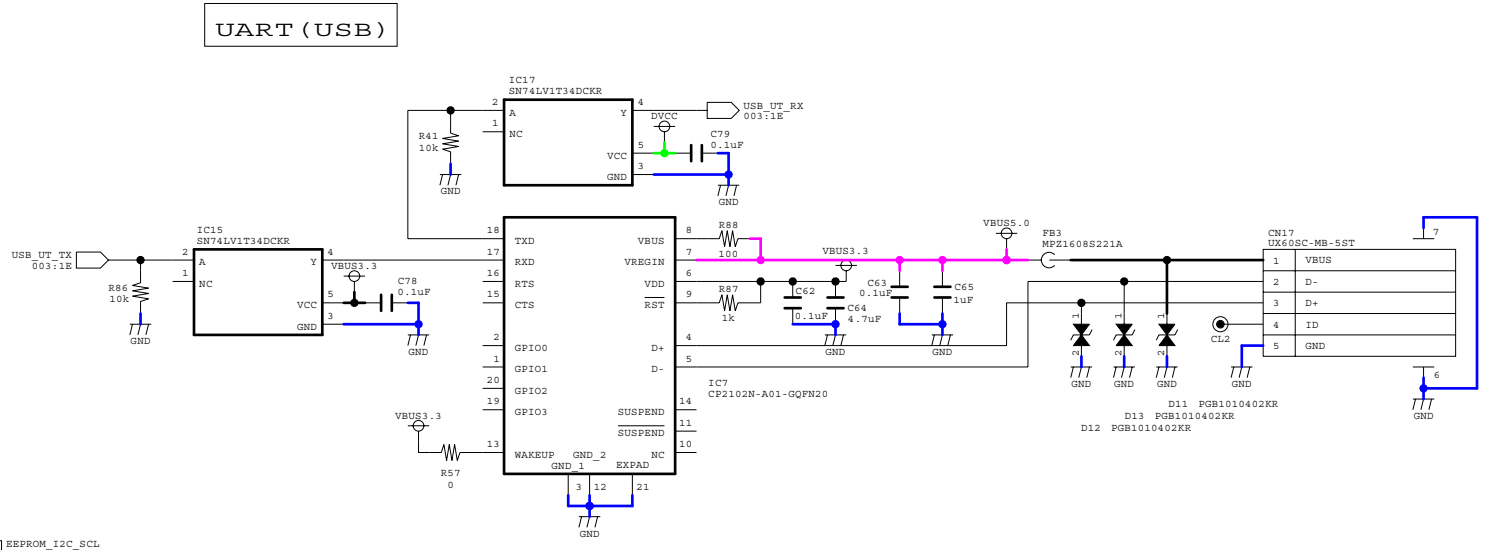 UART(USB)
IC17
SN74LV1T34DCKR
2
A
Y
4
USB_UT_RX
003:1E
1
NC
R41
10k
GND
DVCC
C79
0.1uF
5
VCC
3
GND
GND
IC15
SN74LV1T34DCKR
USB_UT_TX
003:1E
2
A
Y
4
1
NC
R86
10k
GND
VBUS3.3
C78
0.1uF
5
VCC
3
GND
GND
18
TXD
17
RXD
16
RTS
15
CTS
2
GPIO0
1
GPIO1
20
GPIO2
19
GPIO3
13
WAKEUP
GND_1
GND_2
EXPAD
3
12
21
GND
VBUS3.3
R57
0
VBUS
8
VREGIN
7
VDD
6
RST
9
D+
4
D-
5
IC7
CP2102N-A01-GQFN20
SUSPEND
14
SUSPEND
11
NC
10
R88
100
R87
1k
VBUS3.3
C62
0.1uF
C64
4.7uF
GND
C63
0.1uF
C65
1uF
GND
VBUS5.0
FB3
MPZ1608S221A
1
2
GND
1
2
GND
1
2
GND
D11 PGB1010402KR
D13 PGB1010402KR
D12 PGB1010402KR
CN17
UX60SC-MB-5ST
1
VBUS
2
D-
3
D+
4
ID
5
GND
CL2
GND
7
6
GND
EEPROM_I2C_SCL